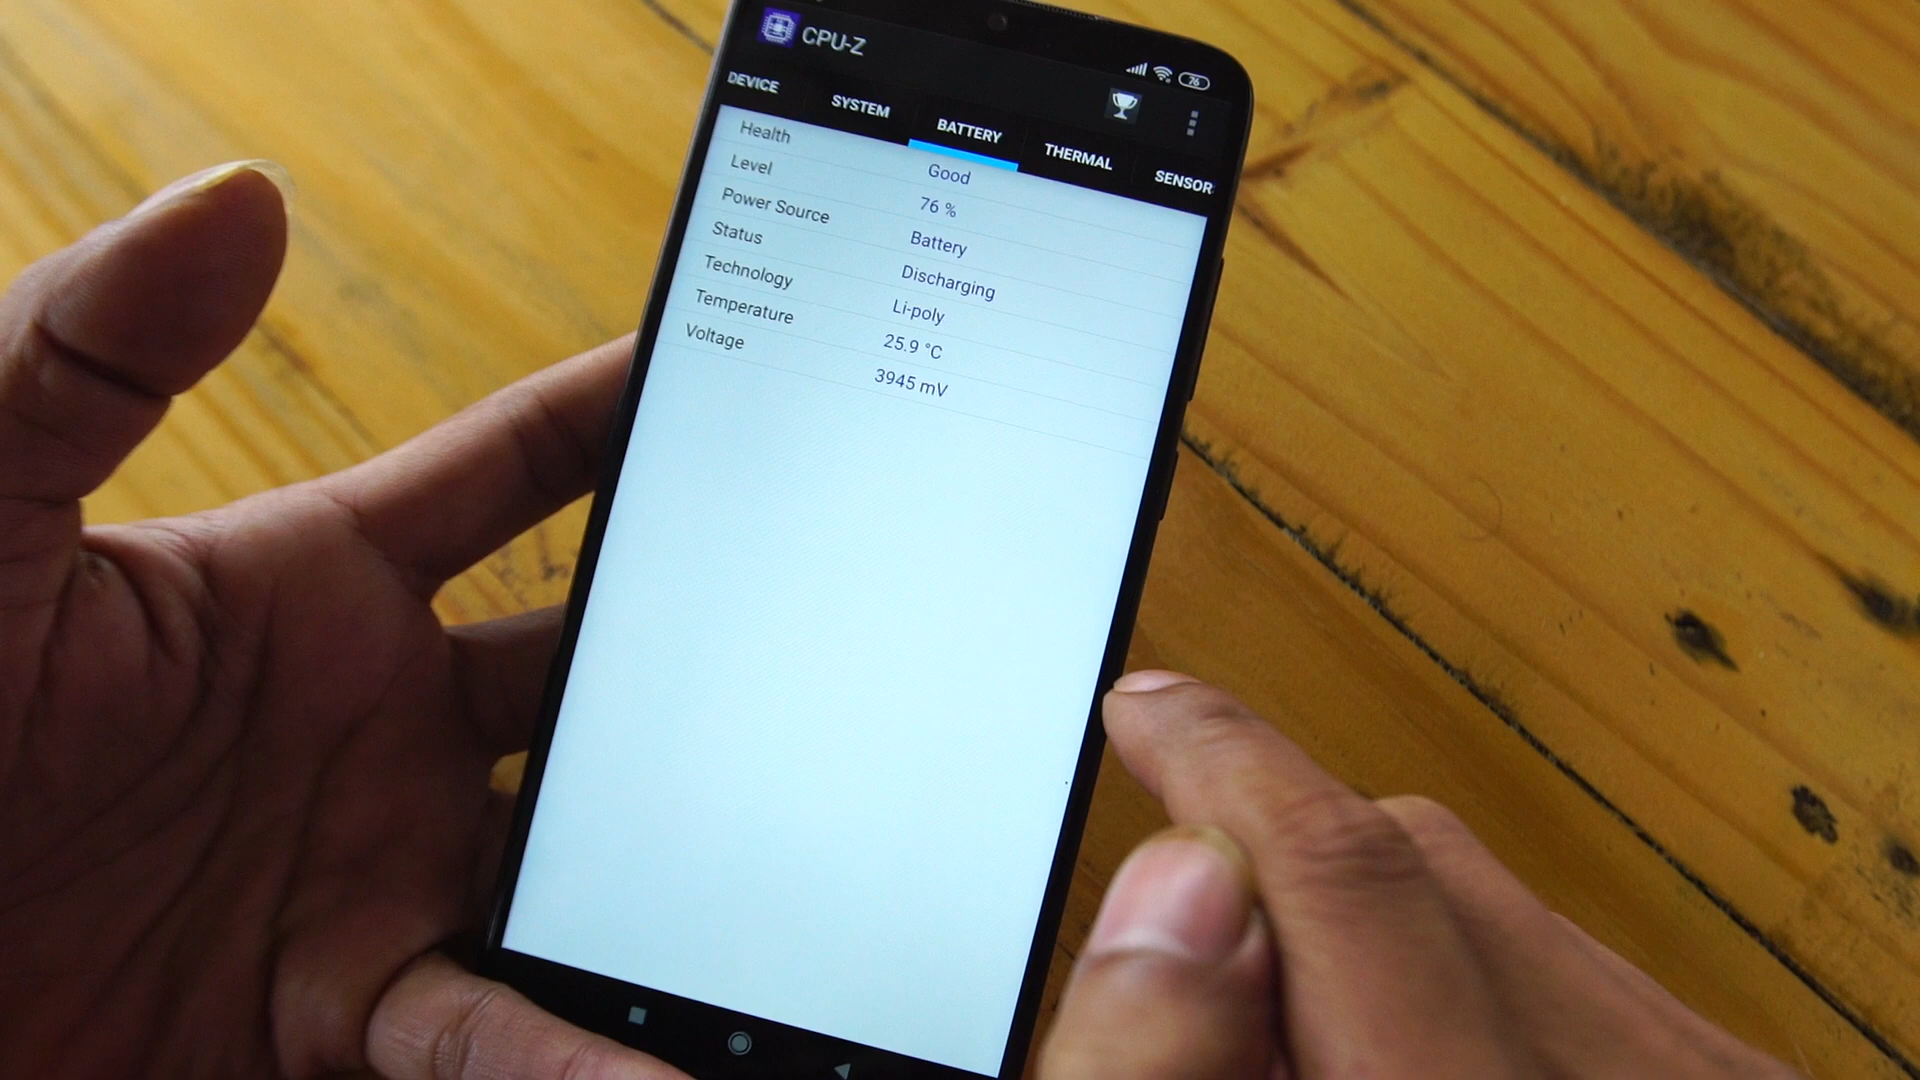 CPU-Z
76
DEVICE SYSTEM BATTERY THERMAL SENSOR
Health Good
Level 76 %
Power Source Battery
Status Discharging
Technology Li-poly
Temperature 25.9 °C
Voltage 3945 mV